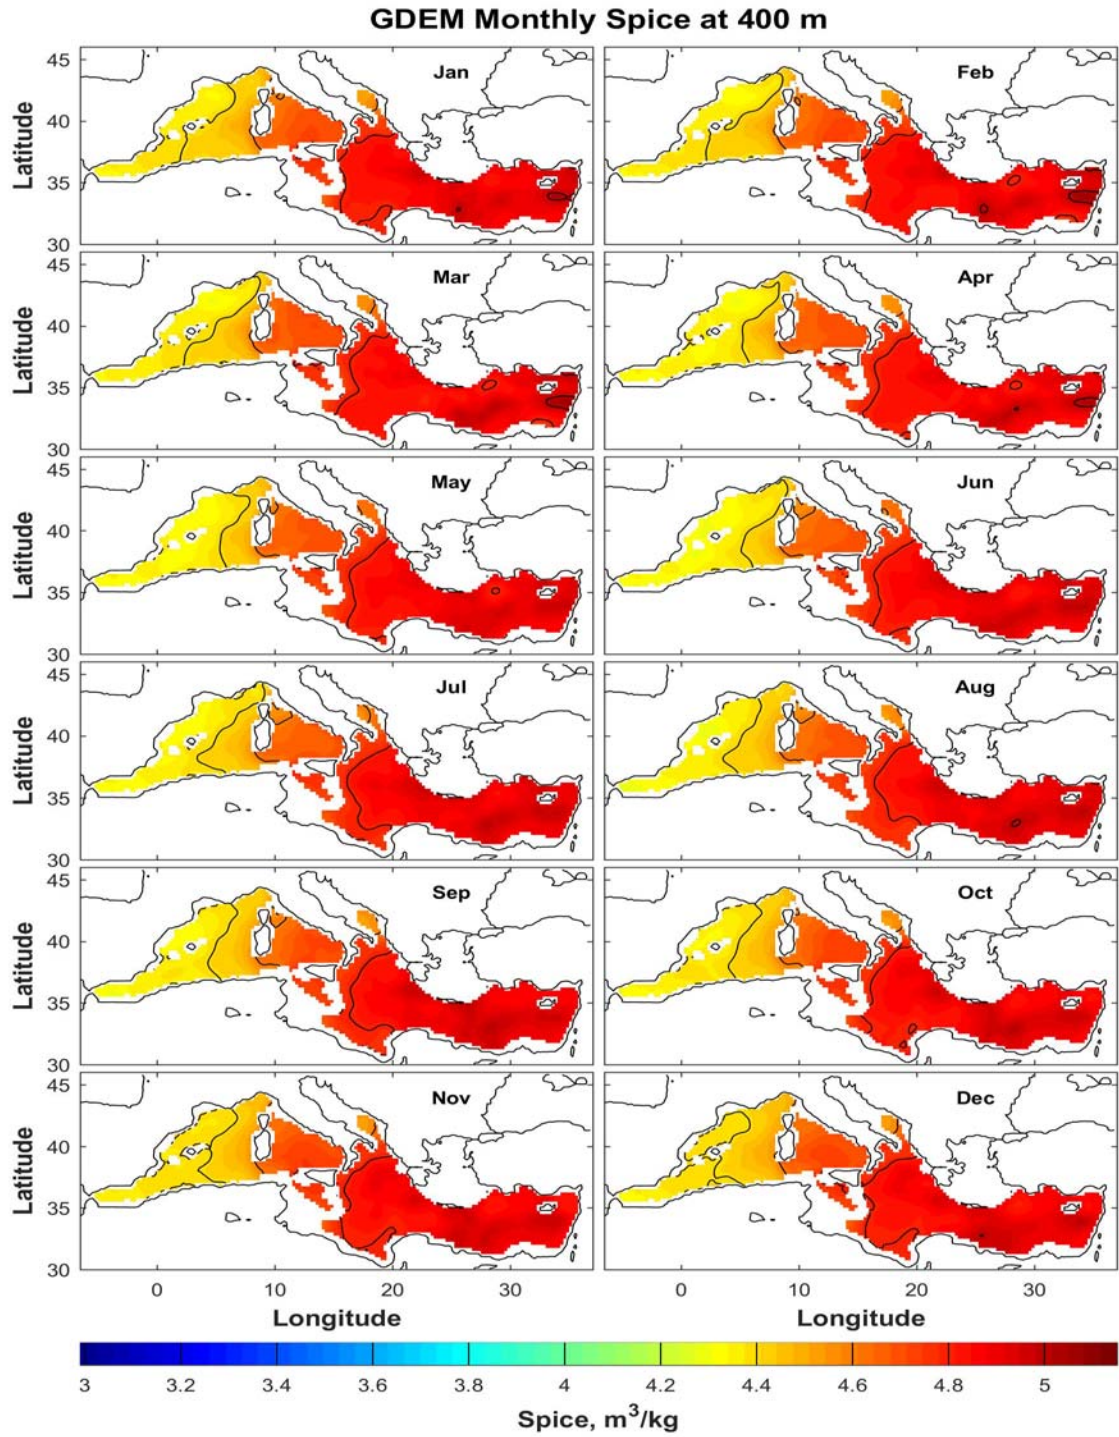 GDEM Monthly Spice at 400 m
45
40
35
30
Latitude
Jan
Feb
45
40
35
30
Latitude
Mar
Apr
45
40
35
30
Latitude
May
Jun
45
40
35
30
Latitude
Jul
Aug
45
40
35
30
Latitude
Sep
Oct
45
40
35
30
Latitude
Nov
Dec
0 10 20 30 0 10 20 30
Longitude Longitude
3 3.2 3.4 3.6 3.8 4 4.2 4.4 4.6 4.8 5
Spice, m³/kg